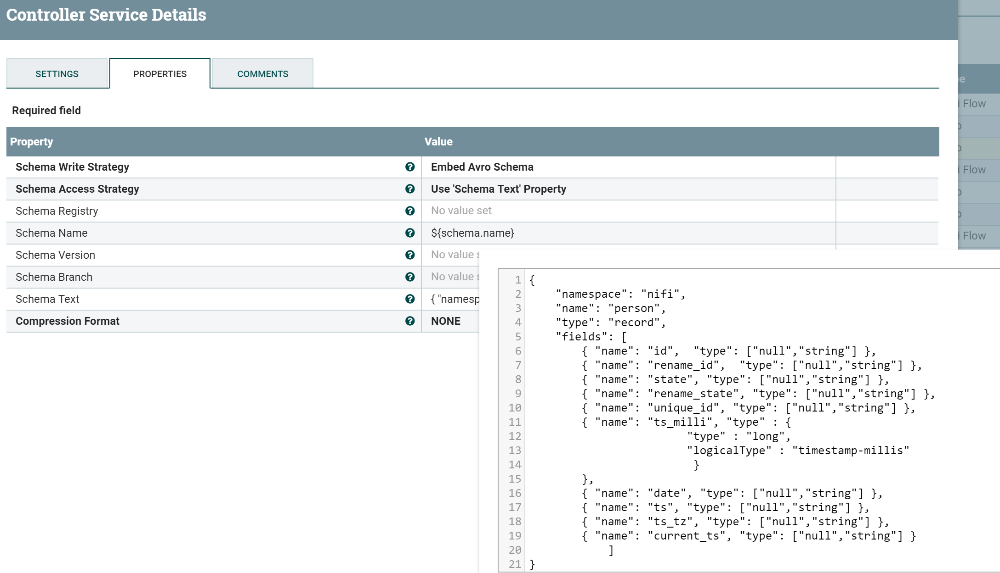 Controller Service Details
SETTINGS PROPERTIES COMMENTS
Required field
Property Value
Schema Write Strategy Embed Avro Schema
Schema Access Strategy Use 'Schema Text' Property
Schema Registry No value set
Schema Name ${schema.name}
Schema Version No value s
Schema Branch No value s
Schema Text { "namesp
Compression Format NONE
e
i Flow
o
o
i Flow
o
o
i Flow
1 {
2 "namespace": "nifi",
3 "name": "person",
4 "type": "record",
5 "fields": [
6 { "name": "id",  "type": ["null","string"] },
7 { "name": "rename_id",  "type": ["null","string"] },
8 { "name": "state", "type": ["null","string"] },
9 { "name": "rename_state", "type": ["null","string"] },
10 { "name": "unique_id", "type": ["null","string"] },
11 { "name": "ts_milli", "type" : {
12 "type" : "long",
13 "logicalType" : "timestamp-millis"
14 }
15 },
16 { "name": "date", "type": ["null","string"] },
17 { "name": "ts", "type": ["null","string"] },
18 { "name": "ts_tz", "type": ["null","string"] },
19 { "name": "current_ts", "type": ["null","string"] }
20 ]
21 }